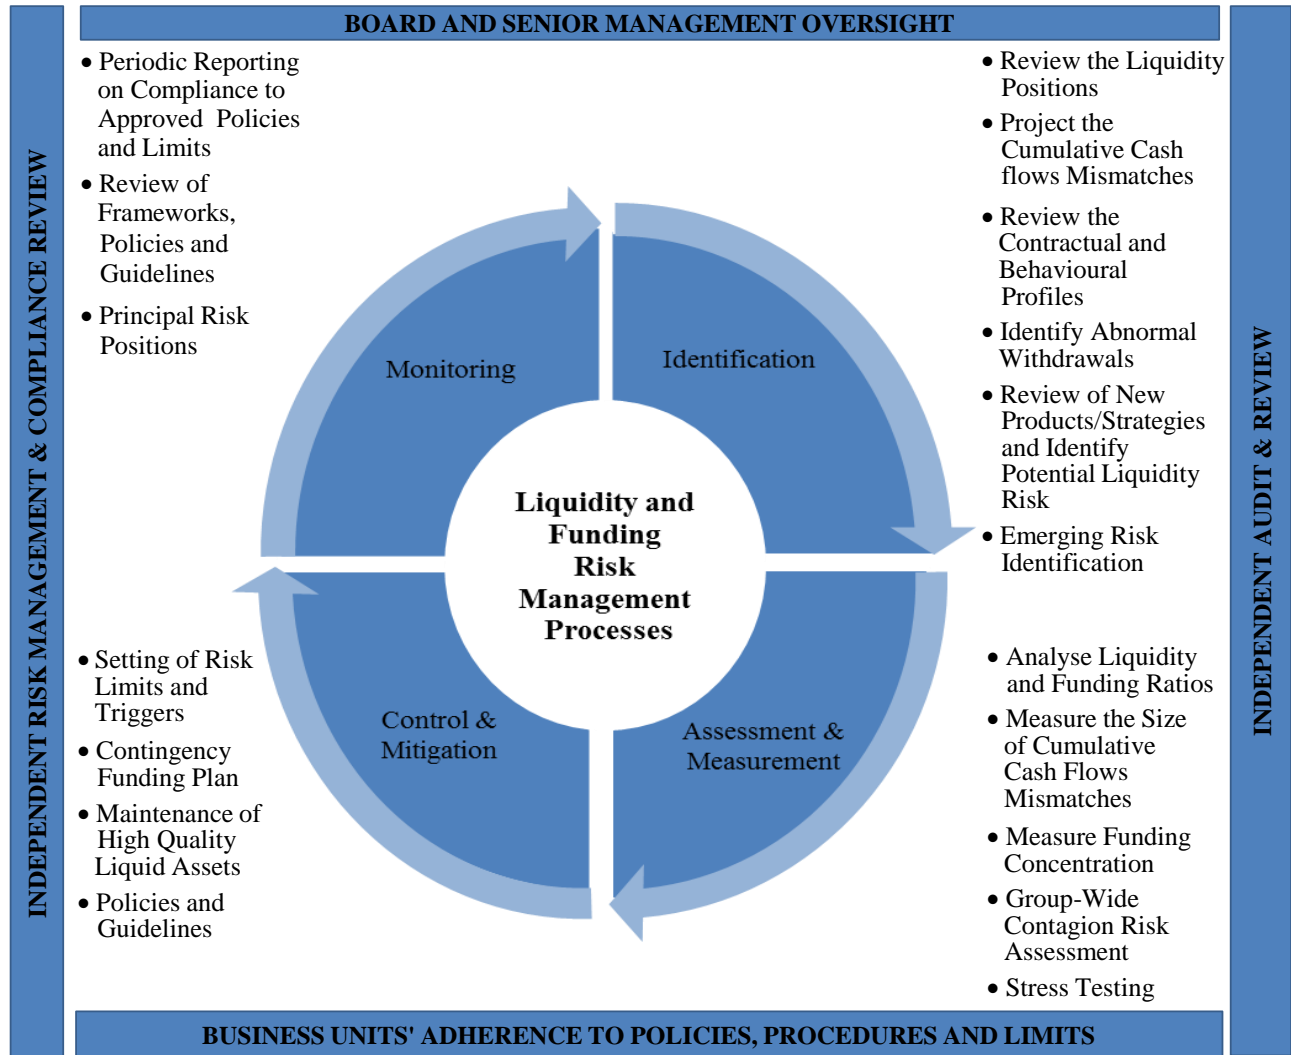 BOARD AND SENIOR MANAGEMENT OVERSIGHT
INDEPENDENT RISK MANAGEMENT & COMPLIANCE REVIEW
• Periodic Reporting
on Compliance to
Approved Policies
and Limits
• Review of
Frameworks,
Policies and
Guidelines
• Principal Risk
Positions
Monitoring
Identification
• Review the Liquidity
Positions
• Project the
Cumulative Cash
flows Mismatches
• Review the
Contractual and
Behavioural
Profiles
• Identify Abnormal
Withdrawals
• Review of New
Products/Strategies
and Identify
Potential Liquidity
Risk
• Emerging Risk
Identification
INDEPENDENT AUDIT & REVIEW
Liquidity and
Funding
Risk
Management
Processes
• Setting of Risk
Limits and
Triggers
• Contingency
Funding Plan
• Maintenance of
High Quality
Liquid Assets
• Policies and
Guidelines
Control &
Mitigation
Assessment &
Measurement
• Analyse Liquidity
and Funding Ratios
• Measure the Size
of Cumulative
Cash Flows
Mismatches
• Measure Funding
Concentration
• Group-Wide
Contagion Risk
Assessment
• Stress Testing
BUSINESS UNITS' ADHERENCE TO POLICIES, PROCEDURES AND LIMITS